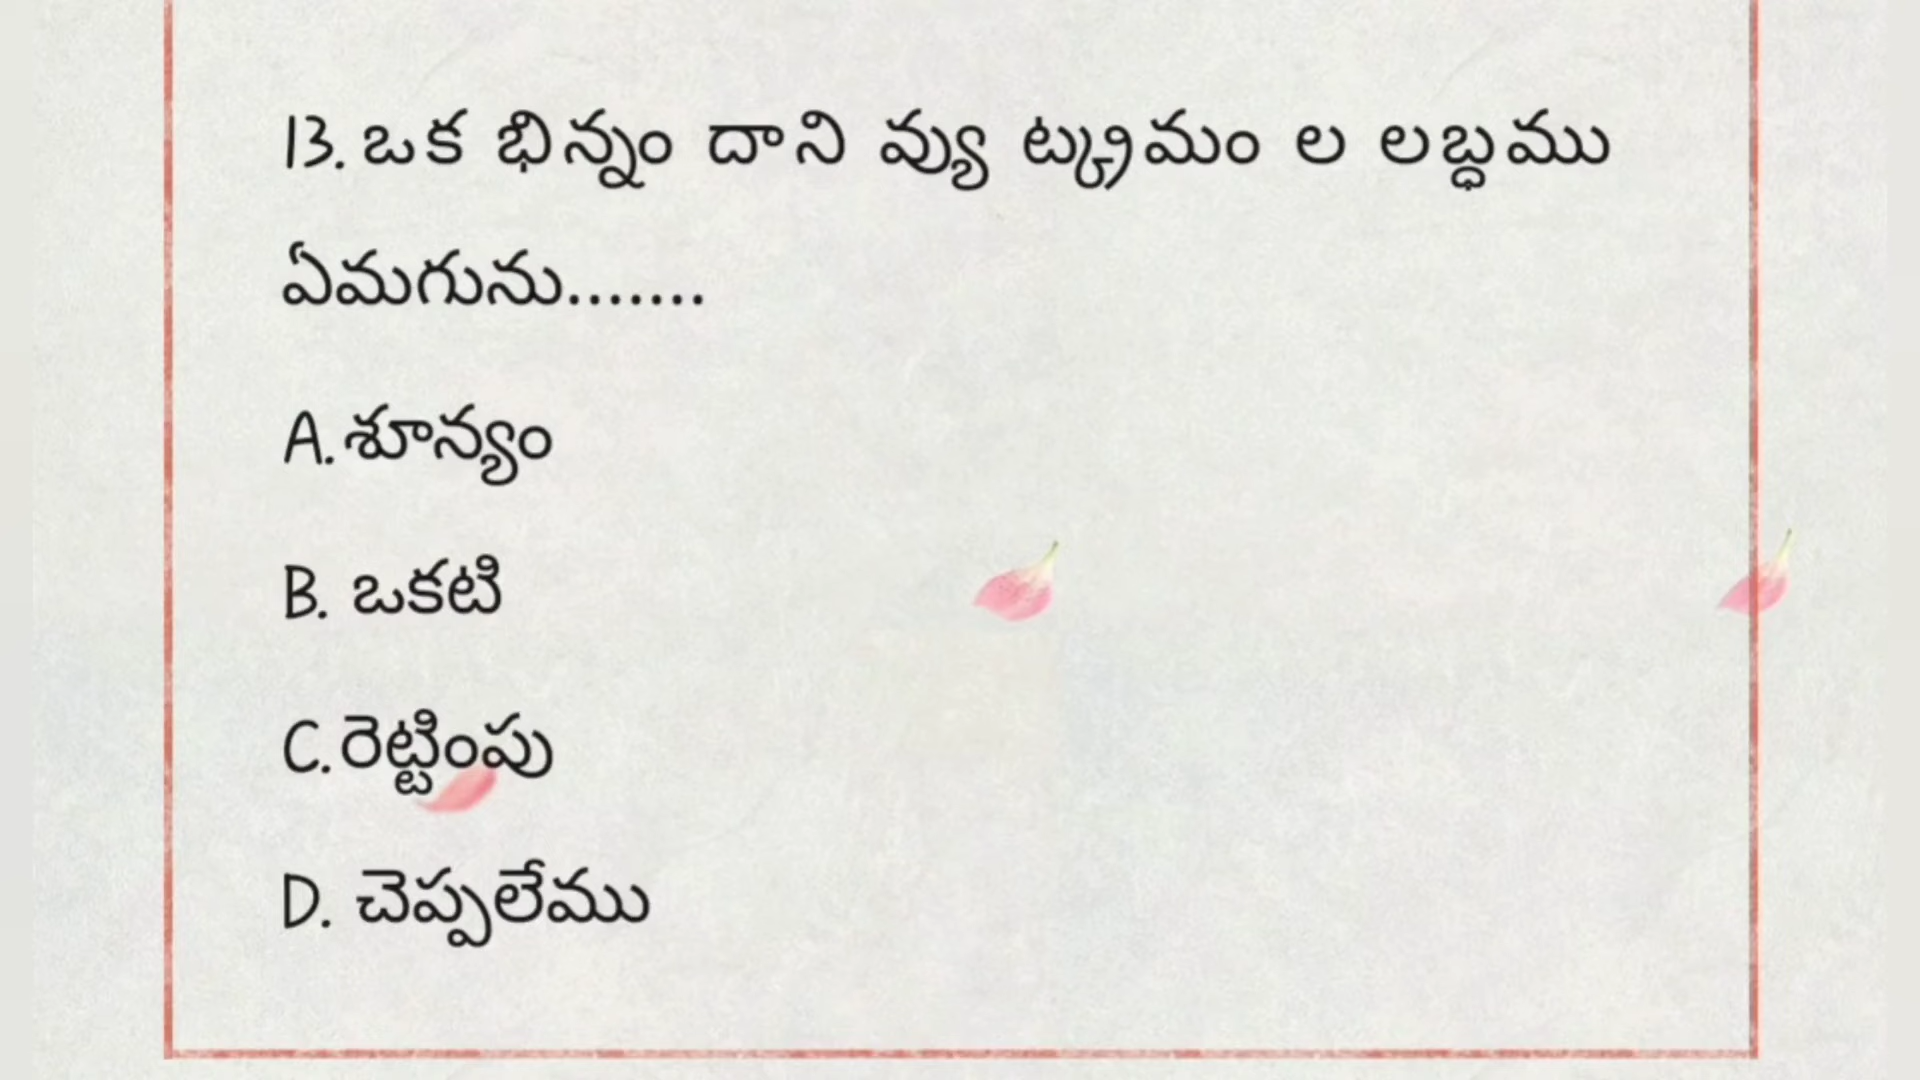 13. ఒక భిన్నం దాని వ్యు ట్క్రమం ల లబ్ధము
ఏమగును.......
A. శూన్యం
B. ఒకటి
C. రెట్టింపు
D. చెప్పలేము